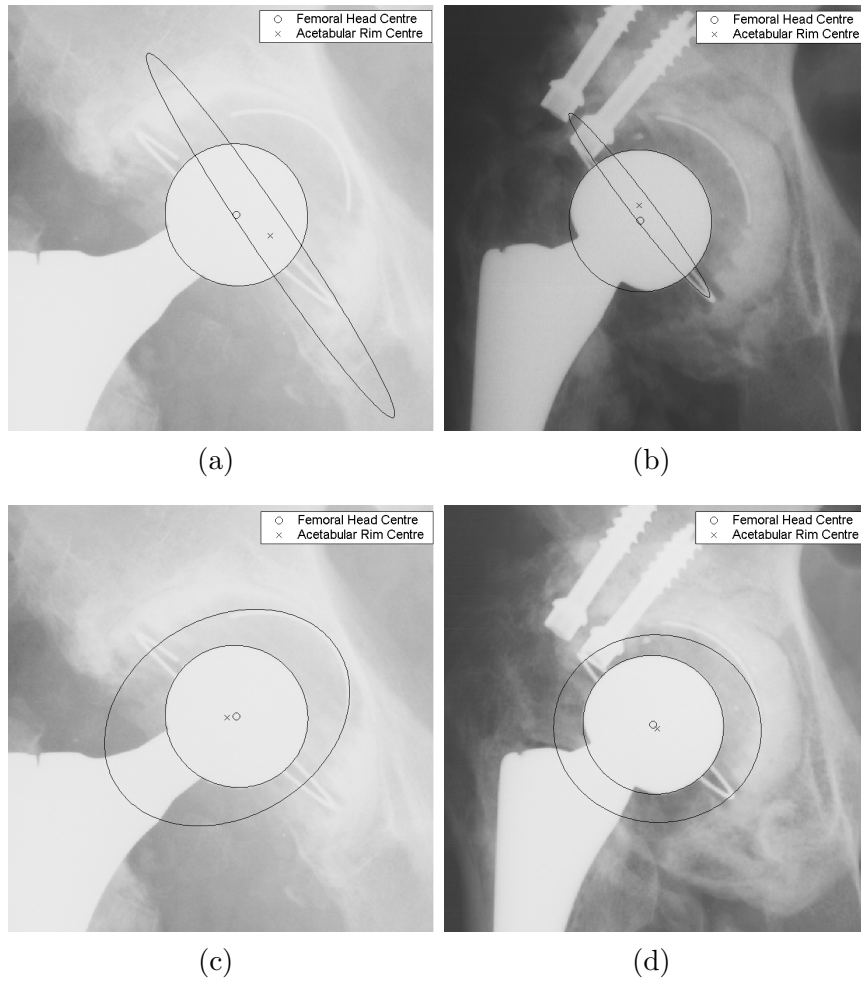 Femoral Head Centre
Acetabular Rim Centre
Femoral Head Centre
Acetabular Rim Centre
(a)
(b)
Femoral Head Centre
Acetabular Rim Centre
Femoral Head Centre
Acetabular Rim Centre
(c)
(d)